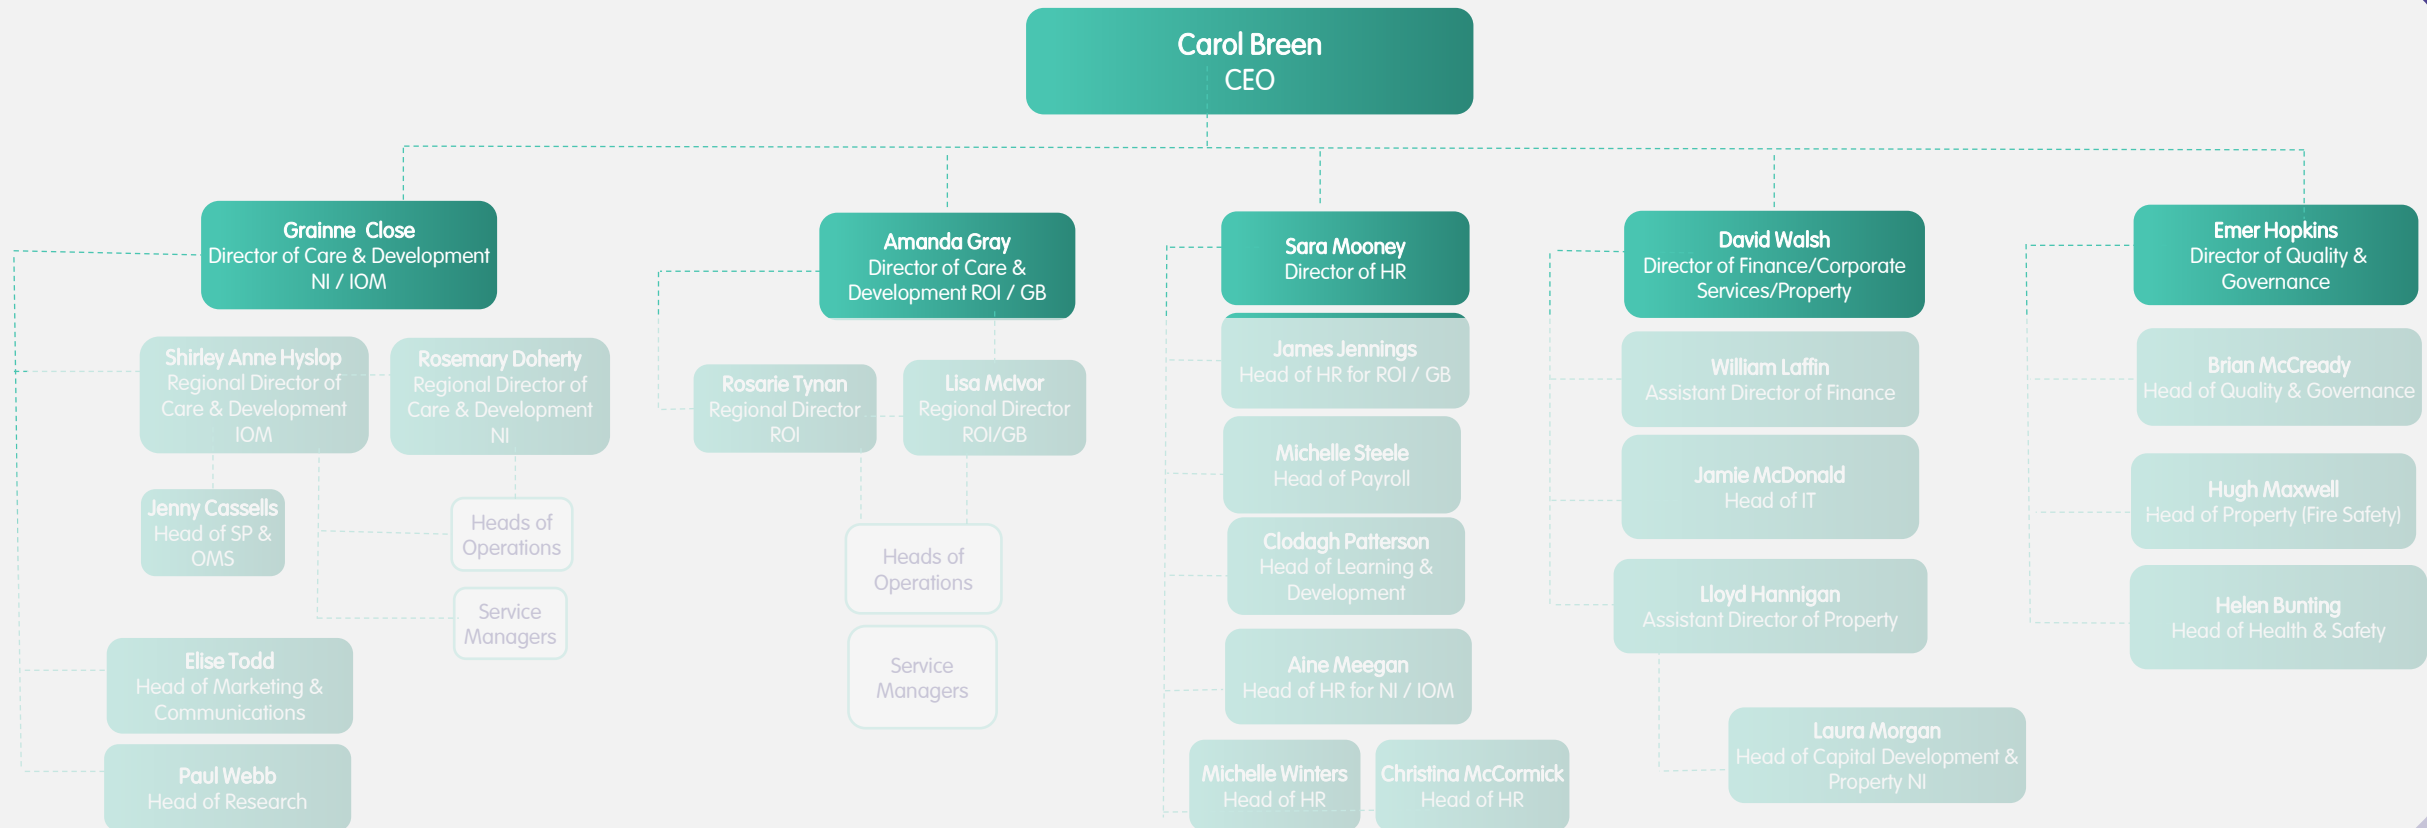 Carol Breen
CEO
Grainne Close
Director of Care & Development
NI / IOM
Amanda Gray
Director of Care &
Development ROI / GB
Sara Mooney
Director of HR
David Walsh
Director of Finance/Corporate
Services/Property
Emer Hopkins
Director of Quality &
Governance
Shirley Anne Hyslop
Regional Director of
Care & Development
IOM
Rosemary Doherty
Regional Director of
Care & Development
NI
Jenny Cassells
Head of SP &
OMS
Heads of
Operations
Service
Managers
Elise Todd
Head of Marketing &
Communications
Paul Webb
Head of Research
Rosarie Tynan
Regional Director
ROI
Lisa McIvor
Regional Director
ROI/GB
Heads of
Operations
Service
Managers
James Jennings
Head of HR for ROI / GB
Michelle Steele
Head of Payroll
Clodagh Patterson
Head of Learning &
Development
Aine Meegan
Head of HR for NI / IOM
Michelle Winters
Head of HR
Christina McCormick
Head of HR
William Laffin
Assistant Director of Finance
Jamie McDonald
Head of IT
Lloyd Hannigan
Assistant Director of Property
Laura Morgan
Head of Capital Development &
Property NI
Brian McCready
Head of Quality & Governance
Hugh Maxwell
Head of Property (Fire Safety)
Helen Bunting
Head of Health & Safety